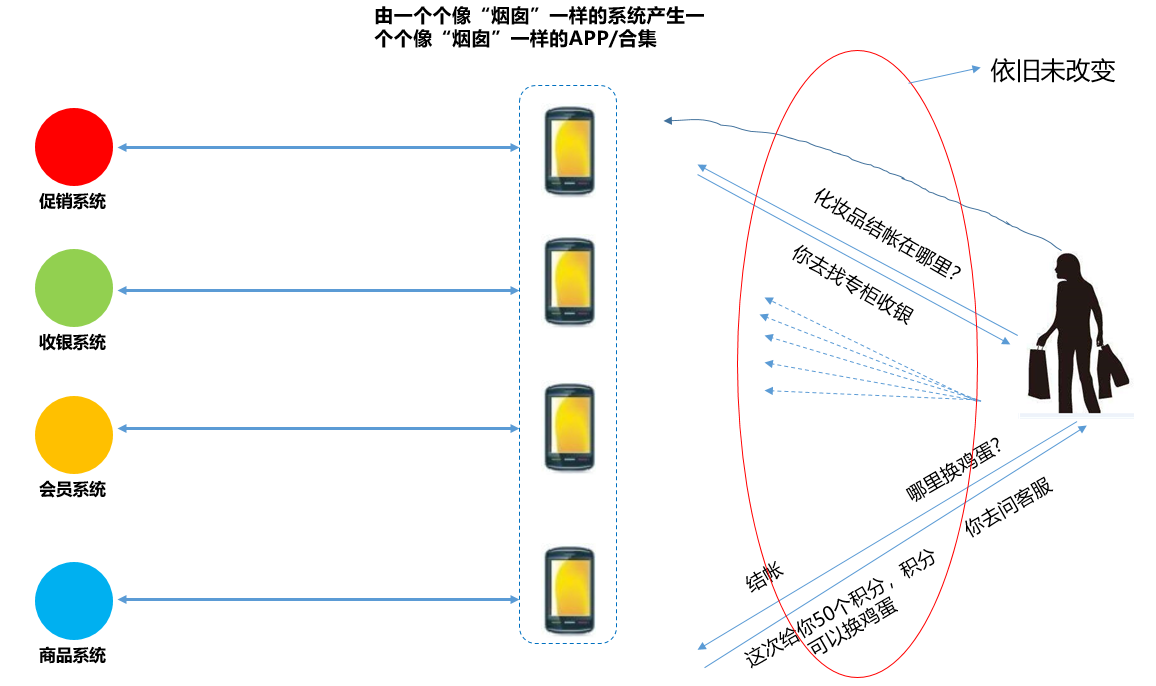 由一个个像“烟囱”一样的系统产生一
个个像“烟囱”一样的APP/合集
依旧未改变
促销系统
化妆品结帐在哪里？
你去找专柜收银
收银系统
会员系统
哪里换鸡蛋？
你去问客服
结帐
这次给你50个积分，积分
可以换鸡蛋
商品系统